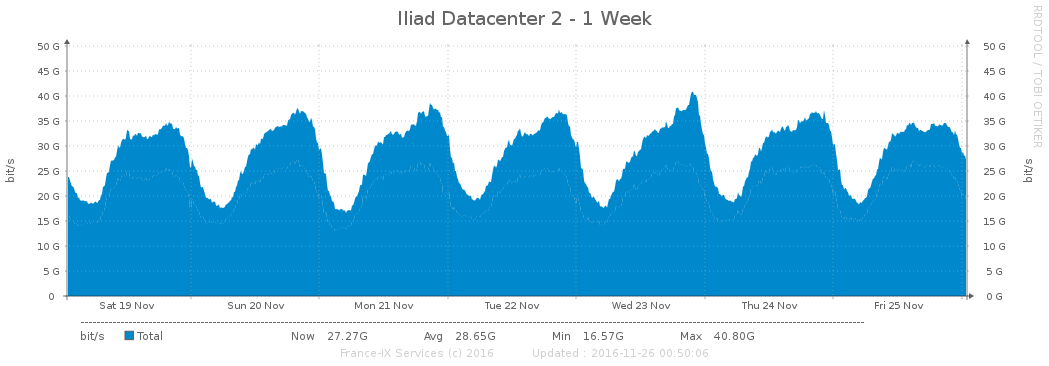 Iliad Datacenter 2 - 1 Week
RRDTOOL / TOBI OETIKER
50 G 50 G
45 G 45 G
40 G 40 G
35 G 35 G
30 G 30 G
25 G 25 G
20 G 20 G
15 G 15 G
10 G 10 G
5 G 5 G
0 0 G
bit/s bit/s
Sat 19 Nov Sun 20 Nov Mon 21 Nov Tue 22 Nov Wed 23 Nov Thu 24 Nov Fri 25 Nov
bit/s Total Now 27.27G Avg 28.65G Min 16.57G Max 40.80G
France-IX Services (c) 2016 Updated : 2016-11-26 00:50:06